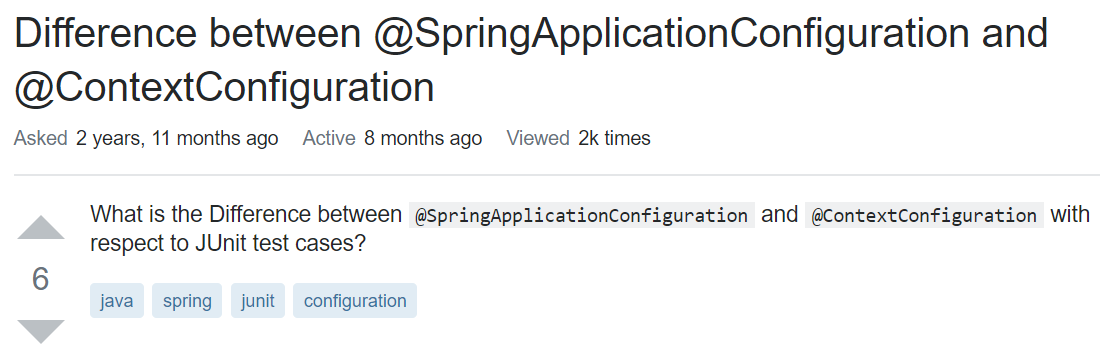 Difference between @SpringApplicationConfiguration and
@ContextConfiguration
Asked 2 years, 11 months ago Active 8 months ago Viewed 2k times
What is the Difference between @SpringApplicationConfiguration and @ContextConfiguration with
respect to JUnit test cases?
6
java spring junit configuration